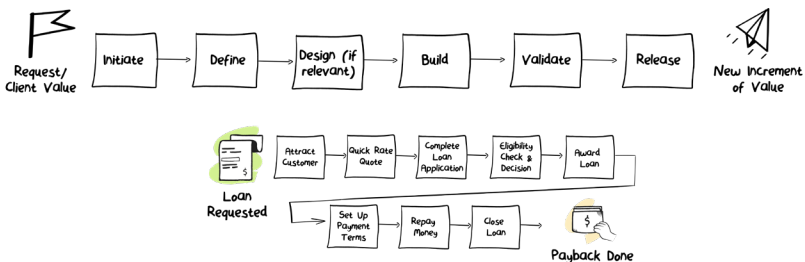 Request/
Client Value
Initiate
Define
Design (if
relevant)
Build
Validate
Release
New Increment
of Value
$
Loan
Requested
Attract
Customer
Quick Rate
Quote
Complete
Loan
Application
Eligibility
Check &
Decision
Award
Loan
Set Up
Payment
Terms
Repay
Money
Close
Loan
$
Payback Done